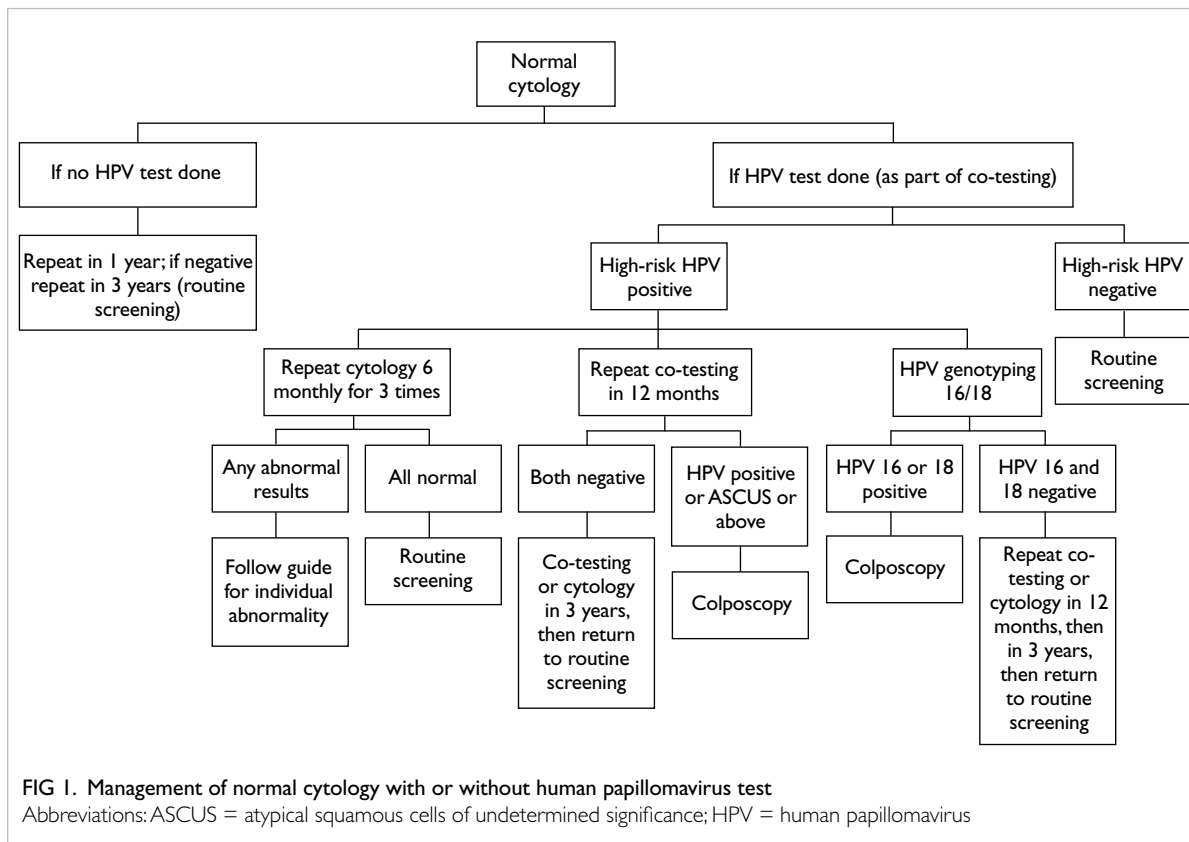 Normal
cytology
If no HPV test done
If HPV test done (as part of co-testing)
Repeat in 1 year; if negative
repeat in 3 years (routine
screening)
High-risk HPV
positive
High-risk HPV
negative
Repeat cytology 6
monthly for 3 times
Repeat co-testing
in 12 months
HPV genotyping
16/18
Routine
screening
Any abnormal
results
All normal
Both negative
HPV positive
or ASCUS or
above
HPV 16 or 18
positive
HPV 16 and
18 negative
Follow guide
for individual
abnormality
Routine
screening
Co-testing
or cytology
in 3 years,
then return
to routine
screening
Colposcopy
Colposcopy
Repeat co-
testing or
cytology in 12
months, then
in 3 years,
then return
to routine
screening
FIG 1. Management of normal cytology with or without human papillomavirus test
Abbreviations: ASCUS = atypical squamous cells of undetermined significance; HPV = human papillomavirus